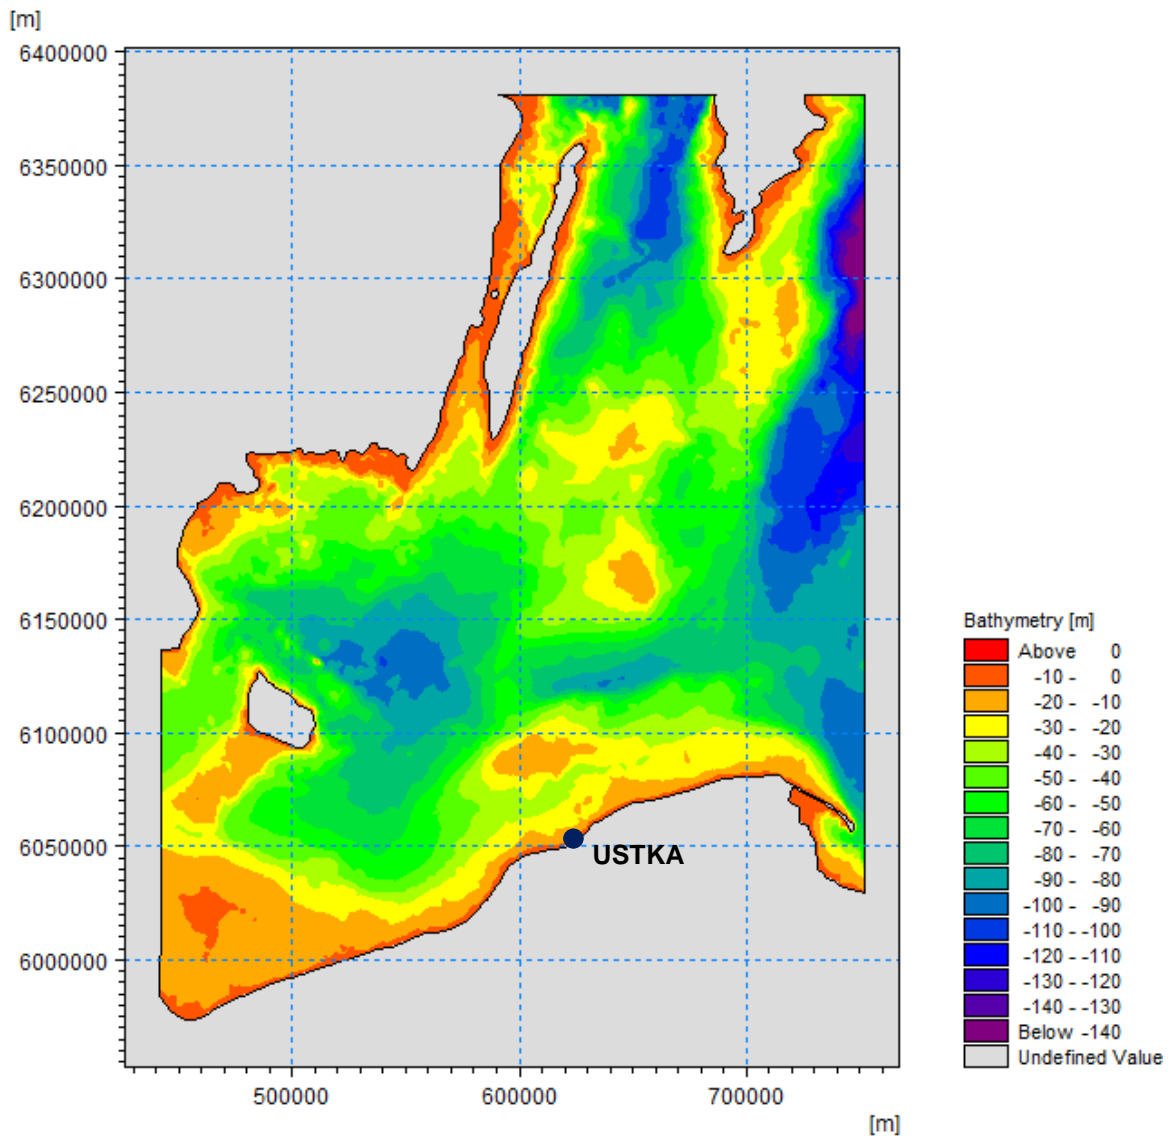 [m]
6400000
6350000
6300000
6250000
6200000
6150000
6100000
6050000
6000000
USTKA
500000 600000 700000
[m]
Bathymetry [m]
Above 0
-10 - 0
-20 - -10
-30 - -20
-40 - -30
-50 - -40
-60 - -50
-70 - -60
-80 - -70
-90 - -80
-100 - -90
-110 - -100
-120 - -110
-130 - -120
-140 - -130
Below -140
Undefined Value